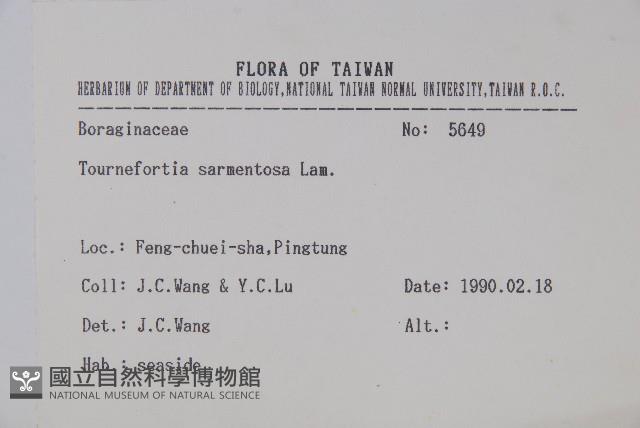 FLORA OF TAIWAN
HERBARIUM OF DEPARTMENT OF BIOLOGY,NATIONAL TAIWAN NORMAL UNIVERSITY,TAIWAN R.O.C.
Boraginaceae No: 5649
Tournefortia sarmentosa Lam.
Loc.: Feng-chuei-sha,Pingtung
Coll: J.C.Wang & Y.C.Lu Date: 1990.02.18
Det.: J.C.Wang Alt.:
Hab.: seaside
國立自然科學博物館
NATIONAL MUSEUM OF NATURAL SCIENCE